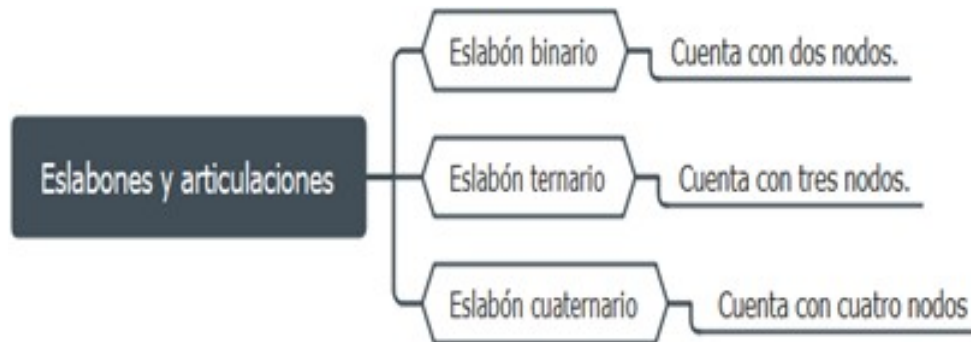 Eslabones y articulaciones
Eslabón binario
Cuenta con dos nodos.
Eslabón ternario
Cuenta con tres nodos.
Eslabón cuaternario
Cuenta con cuatro nodos